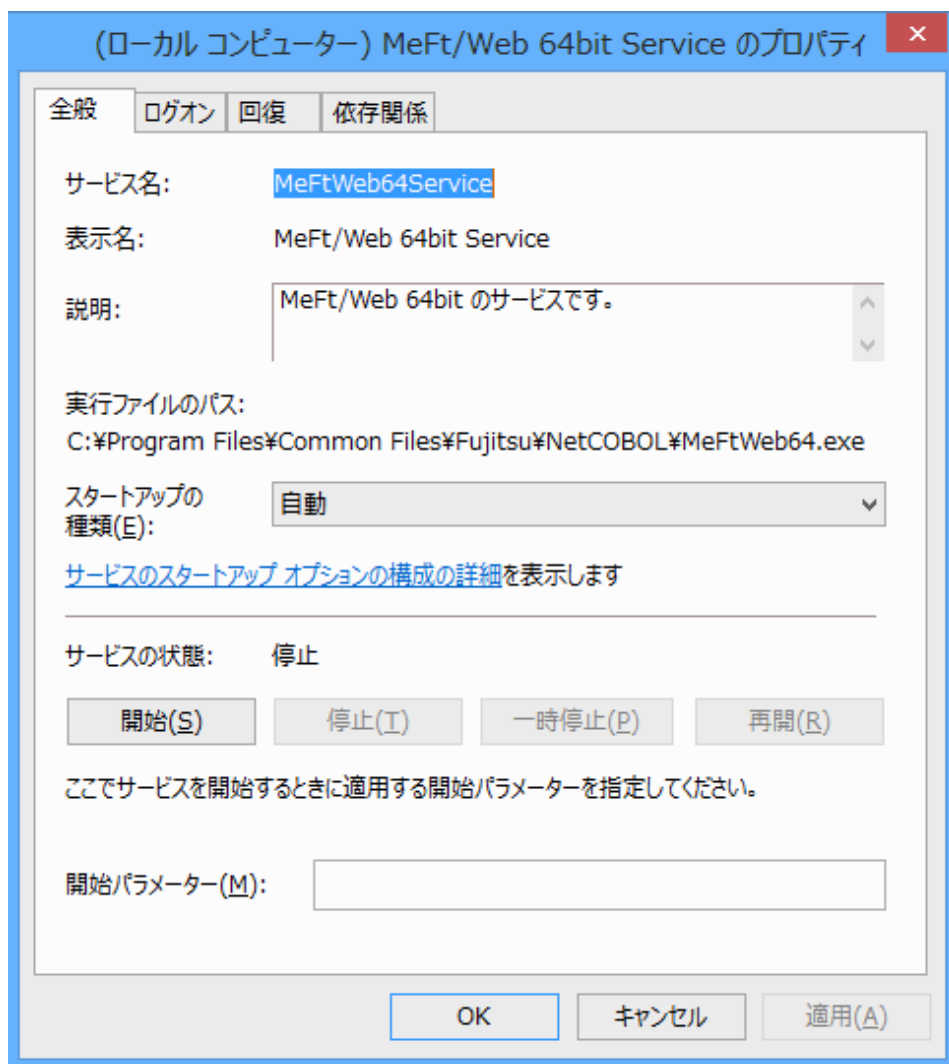 (ローカル コンピューター) MeFt/Web 64bit Service のプロパティ
全般 ログオン 回復 依存関係
サービス名: MeFtWeb64Service
表示名: MeFt/Web 64bit Service
説明: MeFt/Web 64bit のサービスです。
実行ファイルのパス:
C:¥Program Files¥Common Files¥Fujitsu¥NetCOBOL¥MeFtWeb64.exe
スタートアップの
種類(E): 自動
サービスのスタートアップ オプションの構成の詳細を表示します
サービスの状態: 停止
開始(S) 停止(T) 一時停止(P) 再開(R)
ここでサービスを開始するときに適用する開始パラメーターを指定してください。
開始パラメーター(M):
OK キャンセル 適用(A)